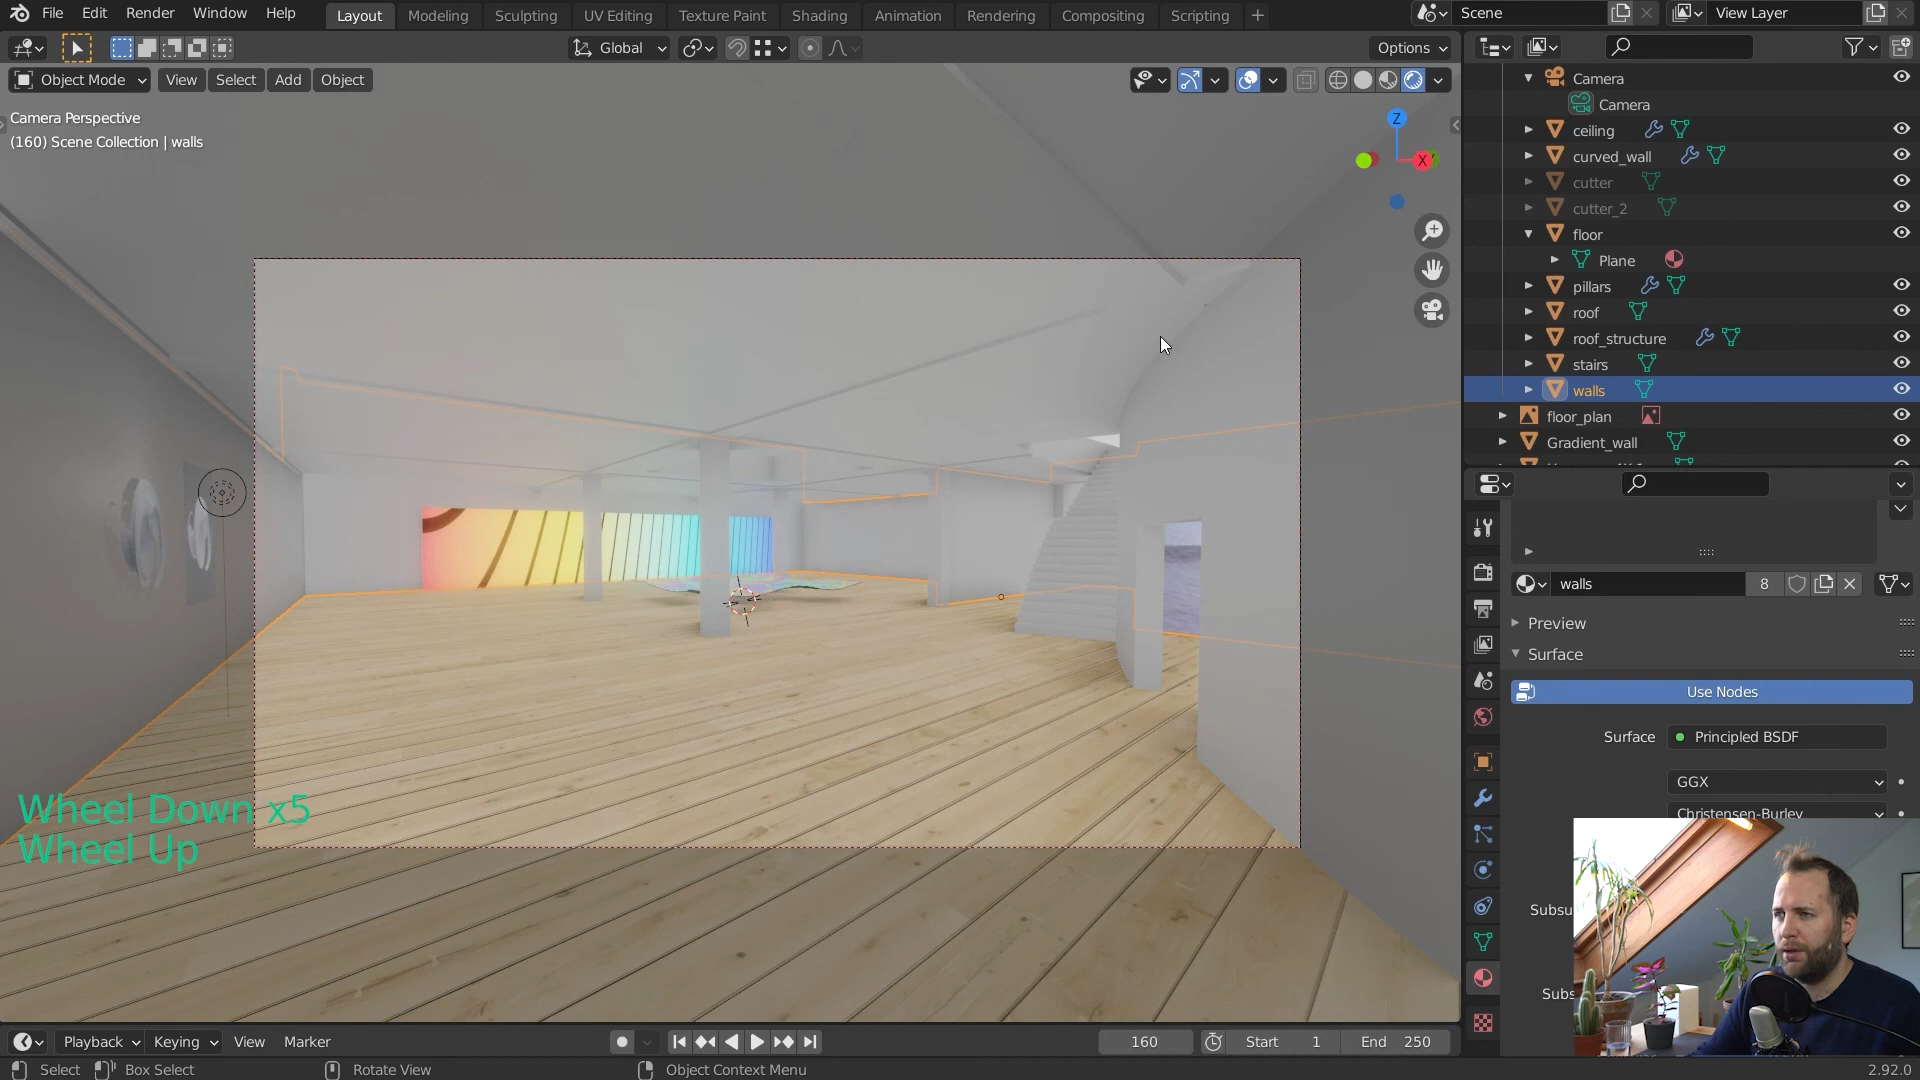 File Edit Render Window Help Layout Modeling Sculpting UV Editing Texture Paint Shading Animation Rendering Compositing Scripting + Scene View Layer
Global Options
Object Mode View Select Add Object
Camera Perspective
(160) Scene Collection | walls
Z
X
Camera
Camera
ceiling
curved_wall
cutter
cutter_2
floor
Plane
pillars
roof
roof_structure
stairs
walls
floor_plan
Gradient_wall
walls 8
Preview
Surface
Use Nodes
Surface Principled BSDF
GGX
Christensen-Burley
Subsu
Subs
Wheel Down x5
Wheel Up
Playback Keying View Marker 160 Start 1 End 250
Select Box Select Rotate View Object Context Menu 2.92.0